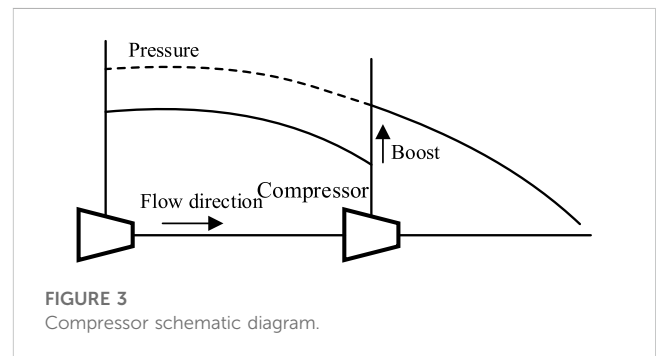 Pressure
Boost
Compressor
Flow direction
FIGURE 3
Compressor schematic diagram.